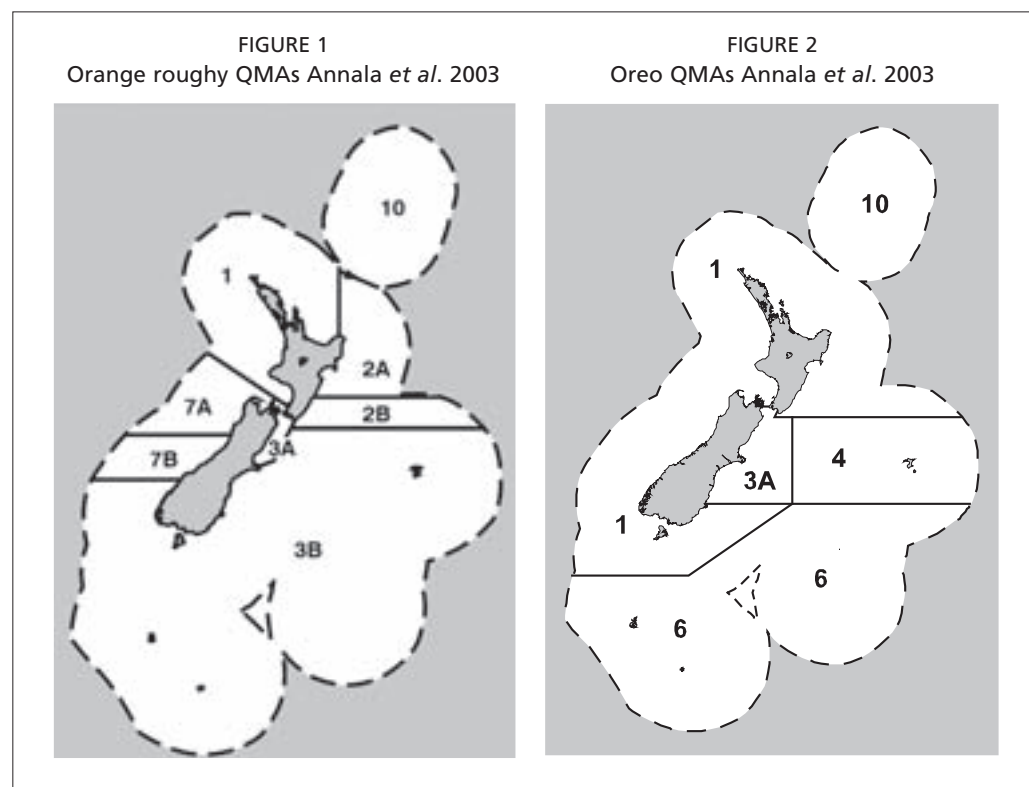 FIGURE 1
Orange roughy QMAs Annala et al. 2003
10
1
2A
7A
2B
3A
7B
3B
FIGURE 2
Oreo QMAs Annala et al. 2003
10
1
4
3A
1
6
6